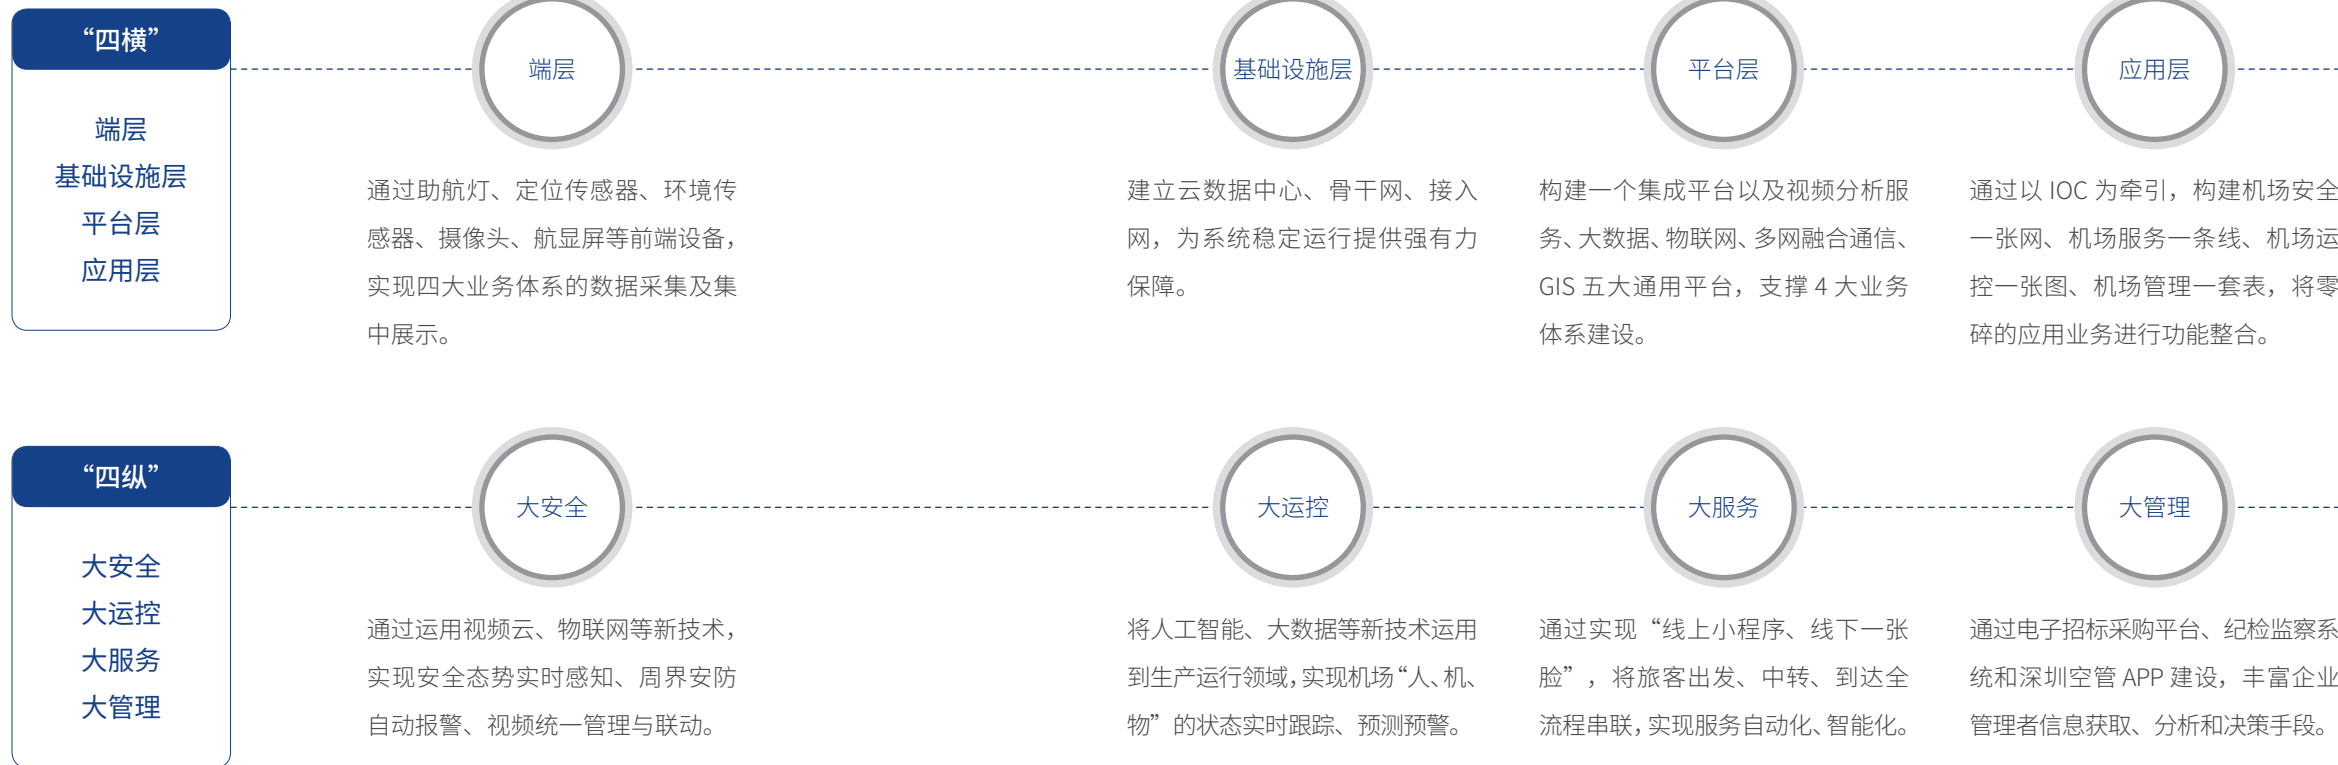 “四横”
端层
基础设施层
平台层
应用层
端层
通过助航灯、定位传感器、环境传
感器、摄像头、航显屏等前端设备，
实现四大业务体系的数据采集及集
中展示。
基础设施层
建立云数据中心、骨干网、接入
网，为系统稳定运行提供强有力
保障。
平台层
构建一个集成平台以及视频分析服
务、大数据、物联网、多网融合通信、
GIS 五大通用平台，支撑 4 大业务
体系建设。
应用层
通过以 IOC 为牵引，构建机场安全
一张网、机场服务一条线、机场运
控一张图、机场管理一套表，将零
碎的应用业务进行功能整合。
“四纵”
大安全
大运控
大服务
大管理
大安全
通过运用视频云、物联网等新技术，
实现安全态势实时感知、周界安防
自动报警、视频统一管理与联动。
大运控
将人工智能、大数据等新技术运用
到生产运行领域，实现机场“人、机、
物”的状态实时跟踪、预测预警。
大服务
通过实现“线上小程序、线下一张
脸”，将旅客出发、中转、到达全
流程串联，实现服务自动化、智能化。
大管理
通过电子招标采购平台、纪检监察系
统和深圳空管 APP 建设，丰富企业
管理者信息获取、分析和决策手段。